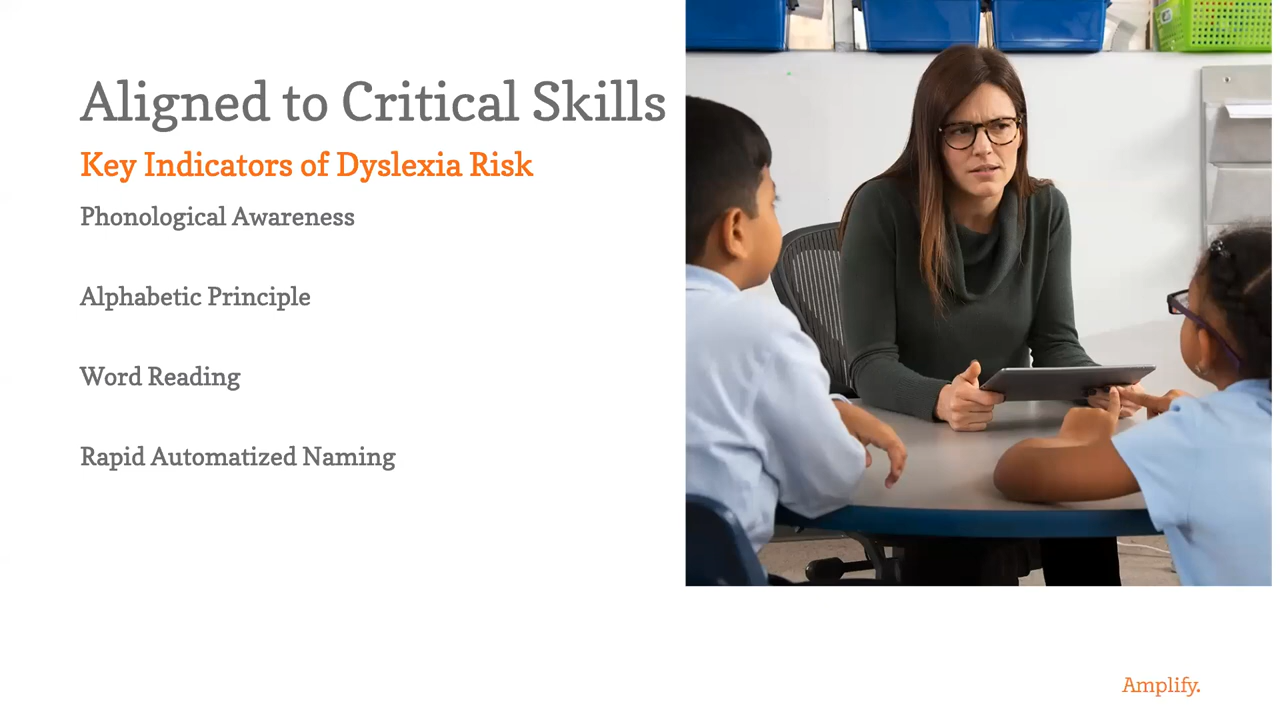 Aligned to Critical Skills
Key Indicators of Dyslexia Risk
Phonological Awareness
Alphabetic Principle
Word Reading
Rapid Automatized Naming
Amplify.